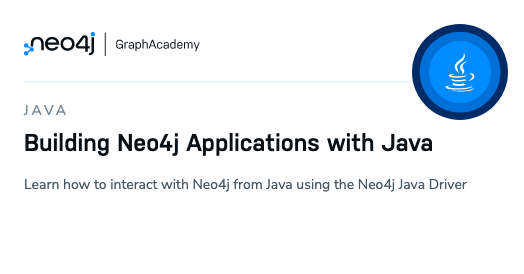 neo4j | GraphAcademy
JAVA
Building Neo4j Applications with Java
Learn how to interact with Neo4j from Java using the Neo4j Java Driver